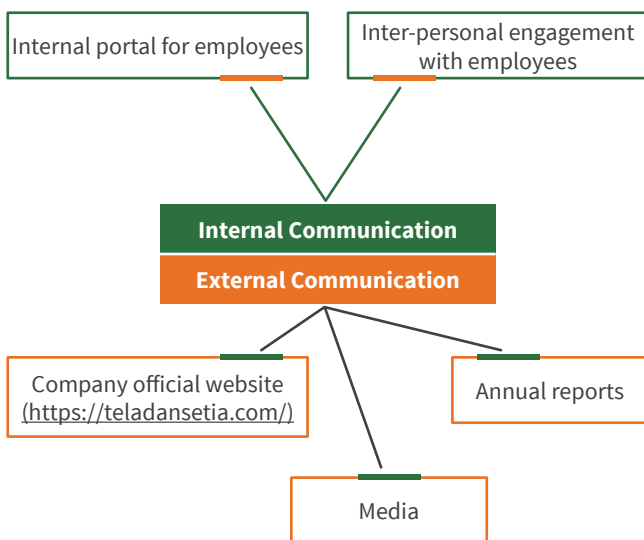 Internal portal for employees
Inter-personal engagement
with employees
Internal Communication
External Communication
Company official website
(https://teladansetia.com/)
Annual reports
Media